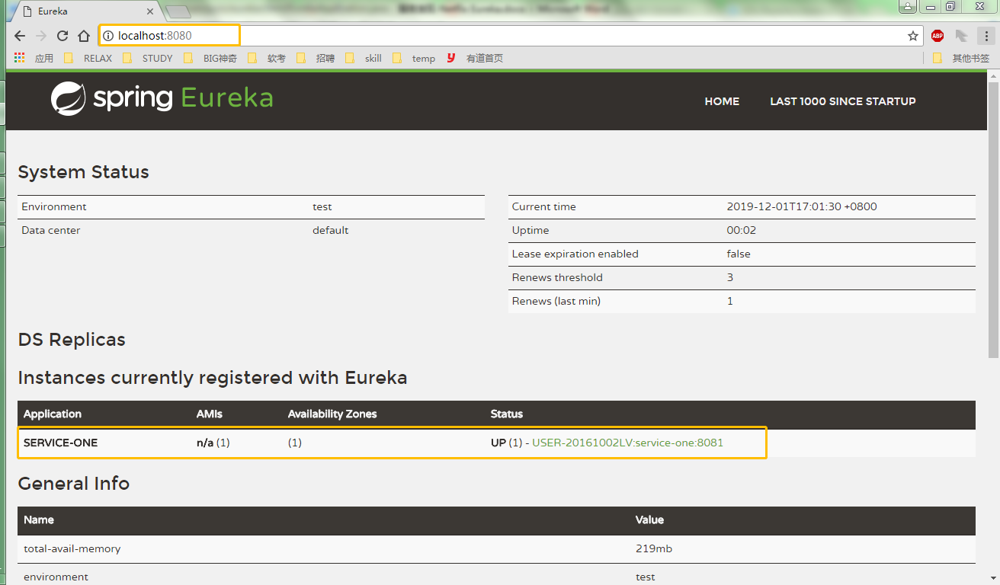 Eureka
localhost:8080
ABP
应用 RELAX STUDY BIG神奇 软考 招聘 skill temp 有道首页 其他书签
spring Eureka HOME LAST 1000 SINCE STARTUP
System Status
Environment test
Data center default
Current time 2019-12-01T17:01:30 +0800
Uptime 00:02
Lease expiration enabled false
Renews threshold 3
Renews (last min) 1
DS Replicas
Instances currently registered with Eureka
Application AMIs Availability Zones Status
SERVICE-ONE n/a (1) (1) UP (1) - USER-20161002LV:service-one:8081
General Info
Name Value
total-avail-memory 219mb
environment test